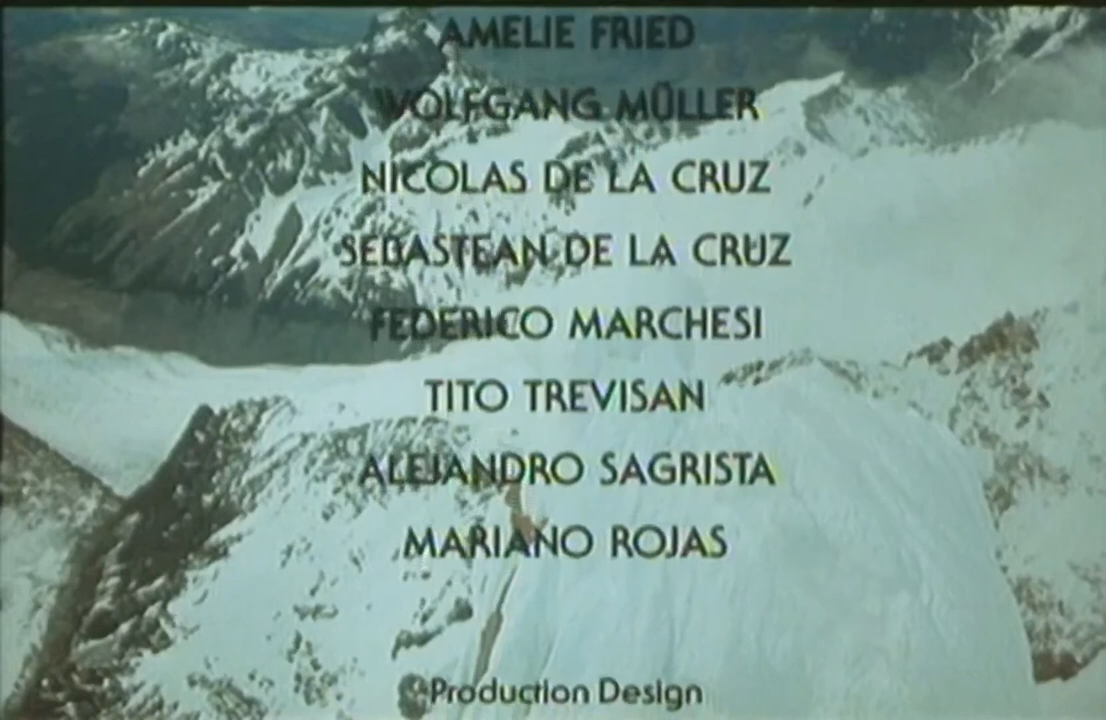 AMELIE FRIED
WOLFGANG MÜLLER
NICOLAS DE LA CRUZ
SEBASTEAN DE LA CRUZ
FEDERICO MARCHESI
TITO TREVISAN
ALEJANDRO SAGRISTA
MARIANO ROJAS
Production Design